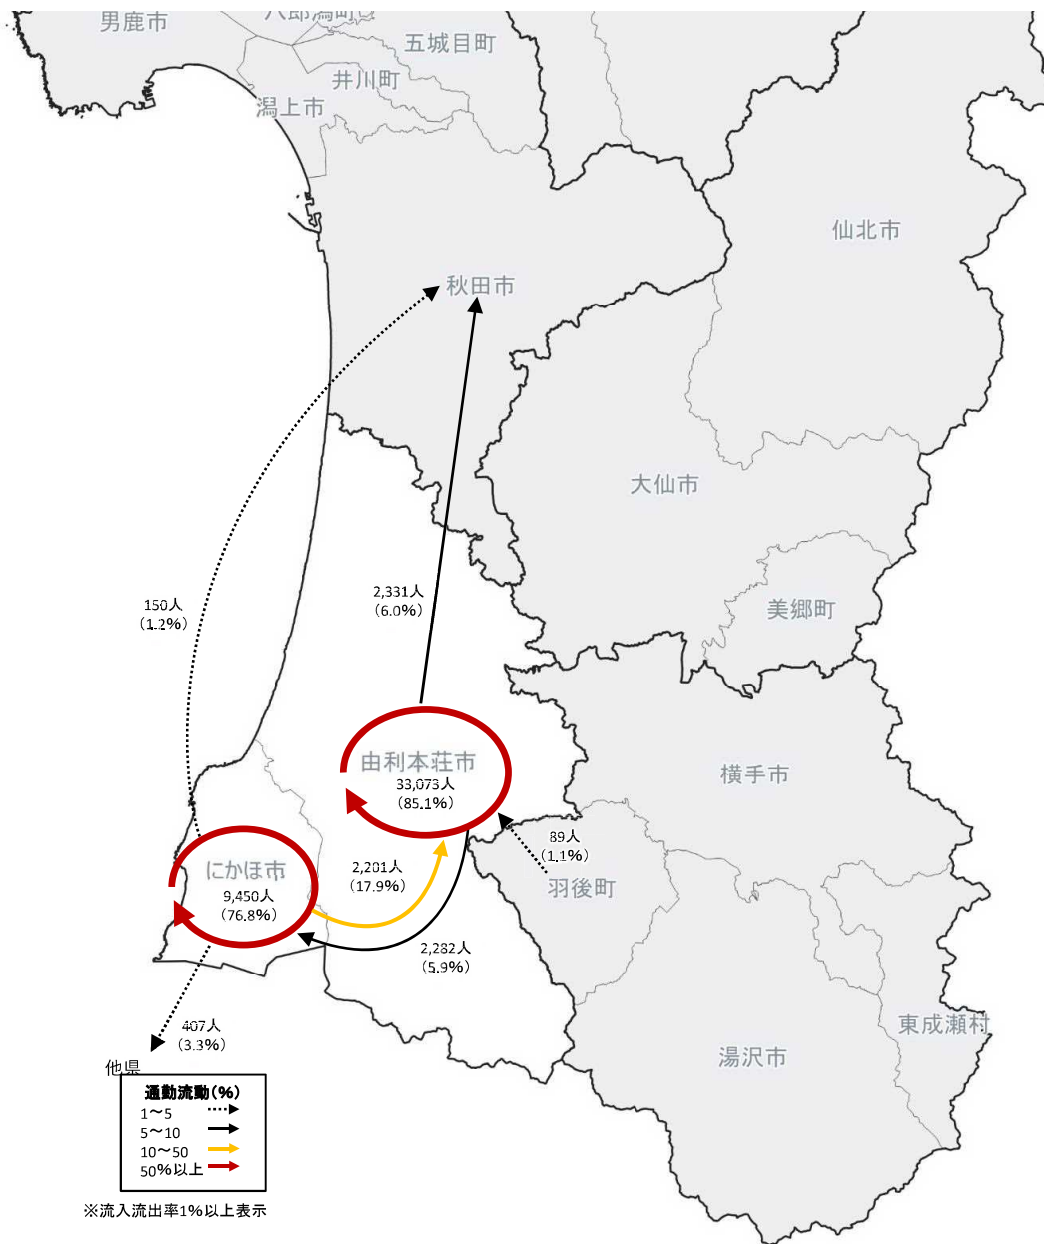 男鹿市
八郎潟町
五城目町
井川町
潟上市
仙北市
秋田市
大仙市
2,331人
(6.0%)
150人
(1.2%)
美郷町
由利本荘市
33,073人
(85.1%)
横手市
89人
(1.1%)
羽後町
にかほ市
9,450人
(76.8%)
2,201人
(17.9%)
2,282人
(5.9%)
407人
(3.3%)
他県
東成瀬村
湯沢市
通勤流動(%)
1～5
5～10
10～50
50%以上
※流入流出率1%以上表示